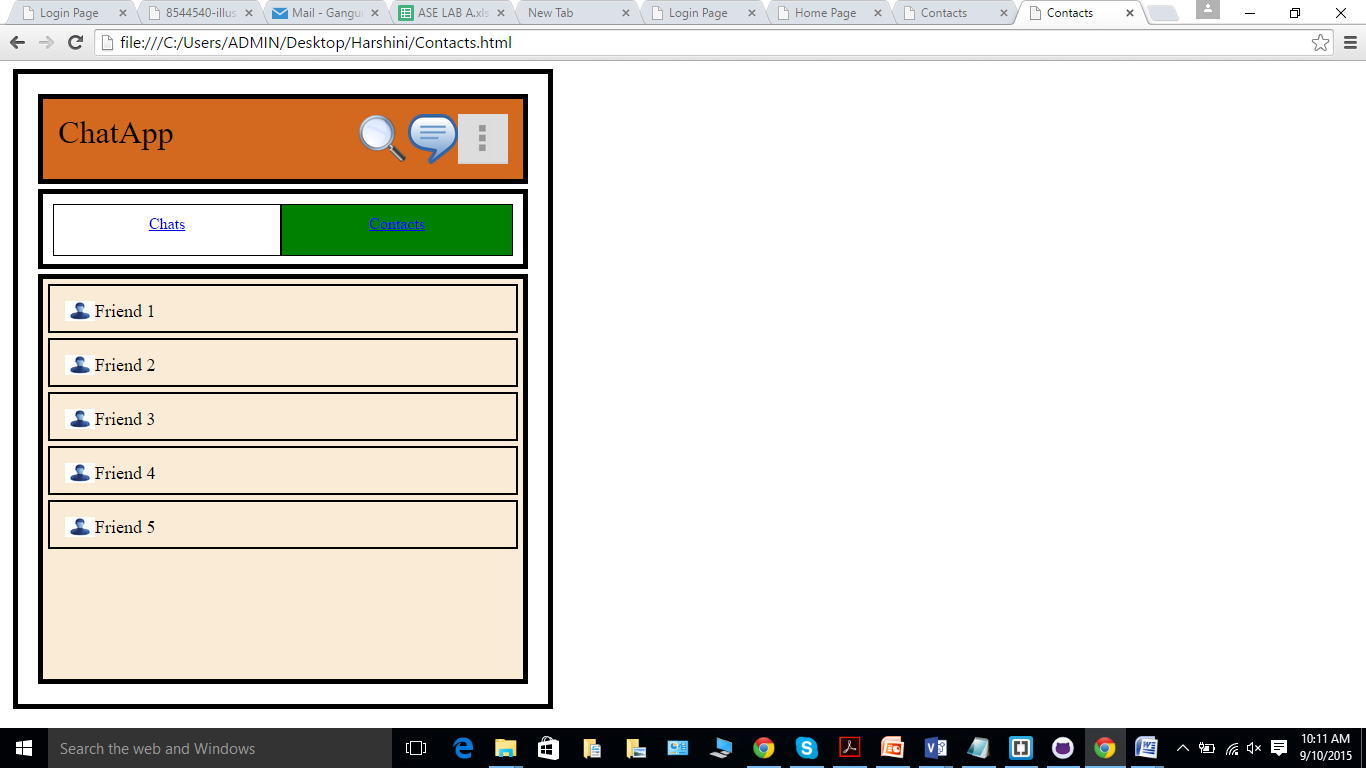 Login Page
8544540-illus
Mail - Gangu
ASE LAB A.xls
New Tab
Login Page
Home Page
Contacts
Contacts
file:///C:/Users/ADMIN/Desktop/Harshini/Contacts.html
ChatApp
Chats Contacts
Friend 1
Friend 2
Friend 3
Friend 4
Friend 5
Search the web and Windows
10:11 AM
9/10/2015